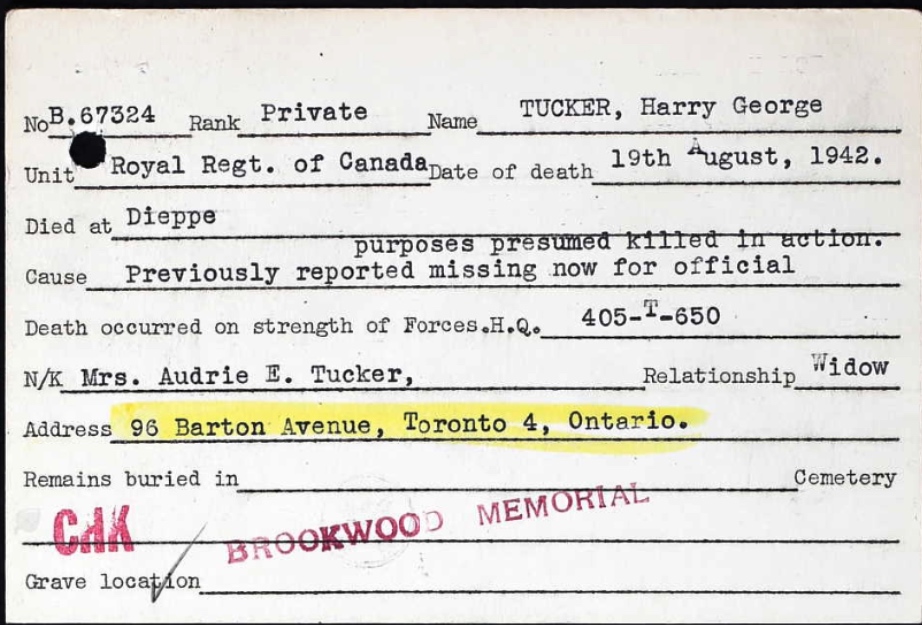 No B.67324 Rank Private Name TUCKER, Harry George
Unit Royal Regt. of Canada Date of death 19th August, 1942.
Died at Dieppe
purposes presumed killed in action.
Cause Previously reported missing now for official
Death occurred on strength of Forces.H.Q. 405-T-650
N/K Mrs. Audrie E. Tucker, Relationship Widow
Address 96 Barton Avenue, Toronto 4, Ontario.
Remains buried in Cemetery
CdK BROOKWOOD MEMORIAL
Grave location